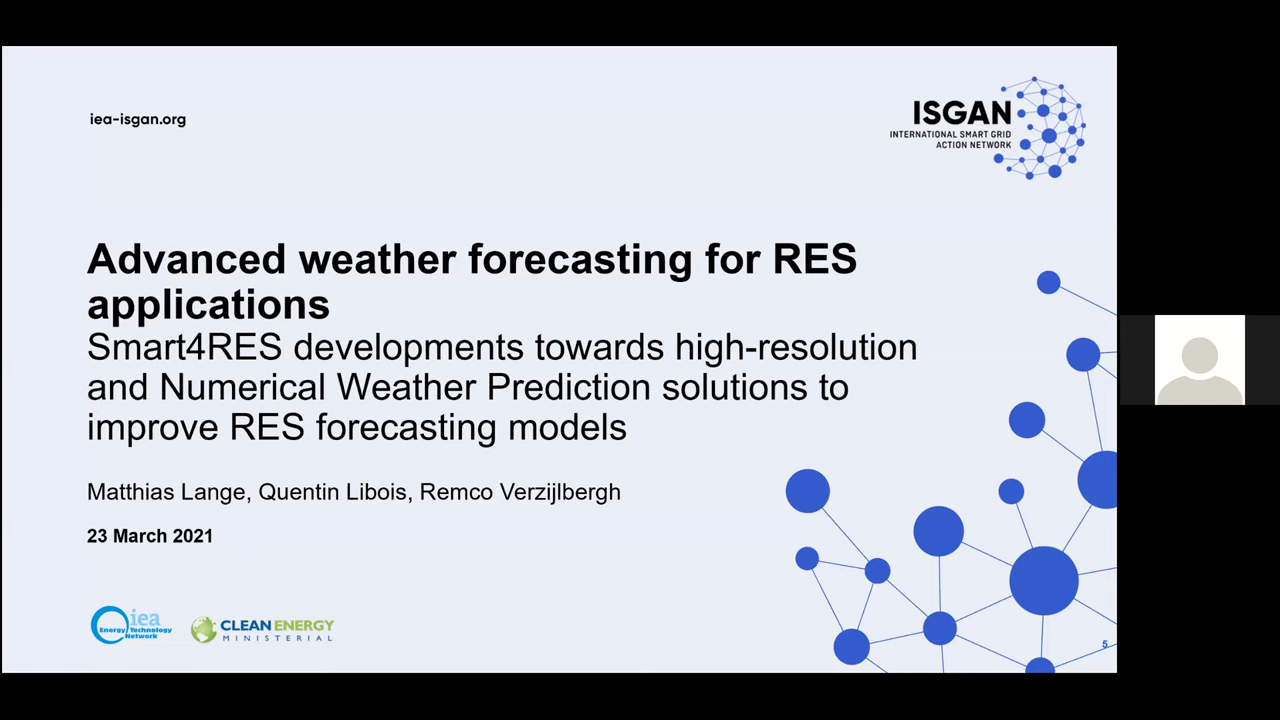 iea-isgan.org
ISGAN
INTERNATIONAL SMART GRID
ACTION NETWORK
Advanced weather forecasting for RES
applications
Smart4RES developments towards high-resolution
and Numerical Weather Prediction solutions to
improve RES forecasting models
Matthias Lange, Quentin Libois, Remco Verzijlbergh
23 March 2021
iea
Energy Technology
Network
CLEAN ENERGY
MINISTERIAL
5